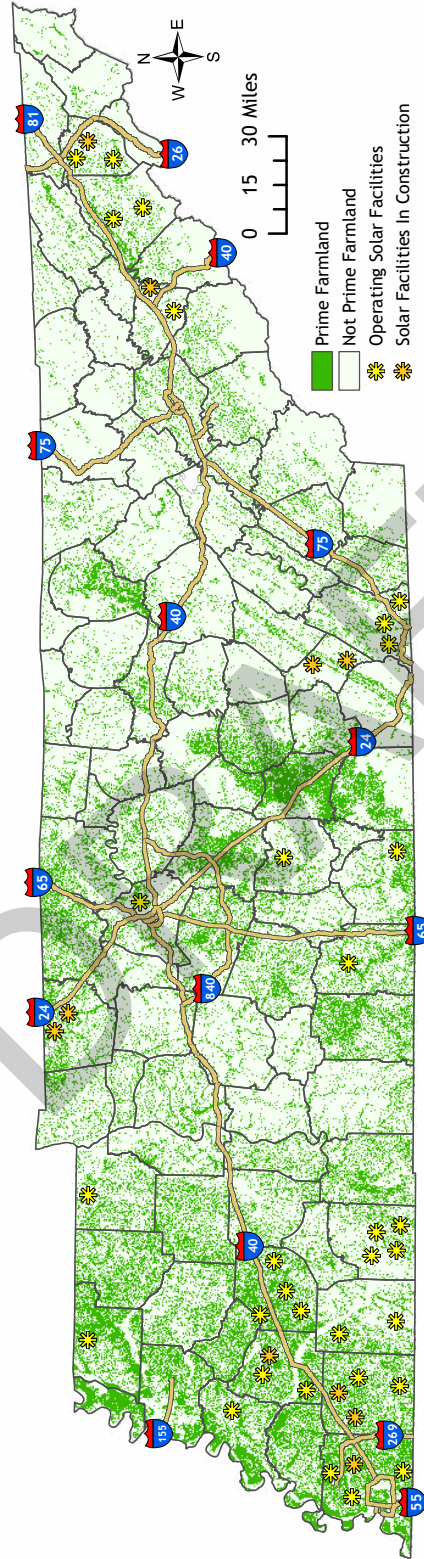 81
26
40
75
40
75
24
65
24
840
65
40
155
269
55
N
E
S
W
0 15 30 Miles
Prime Farmland
Not Prime Farmland
Operating Solar Facilities
Solar Facilities In Construction
DRAFT